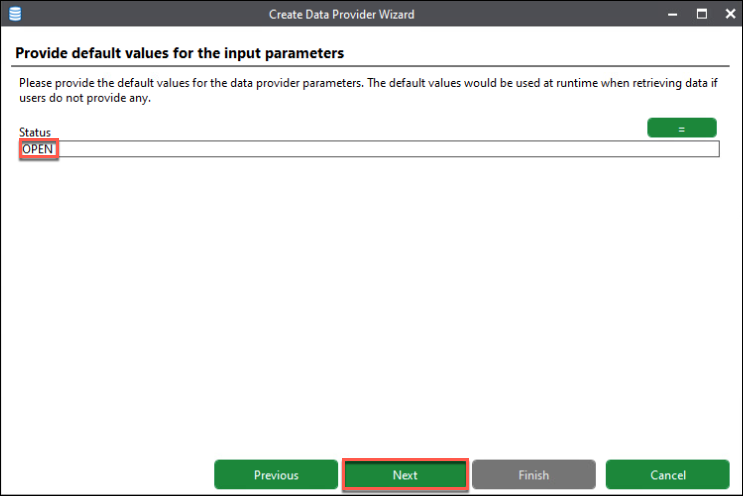 Create Data Provider Wizard
Provide default values for the input parameters
Please provide the default values for the data provider parameters. The default values would be used at runtime when retrieving data if
users do not provide any.
Status
=
OPEN
Previous
Next
Finish
Cancel